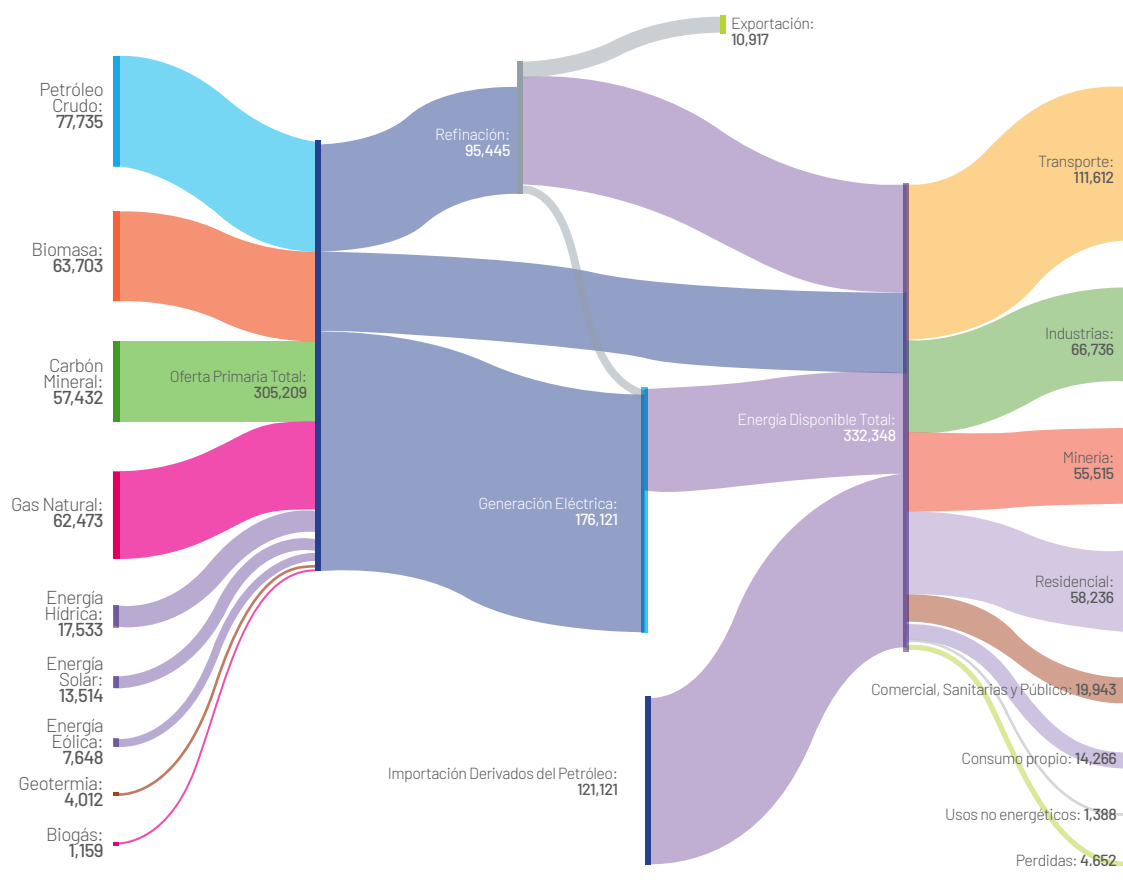 Exportación:
10,917
Petróleo
Crudo:
77,735
Refinación:
95,445
Transporte:
111,612
Biomasa:
63,703
Industrias:
66,736
Carbón
Mineral:
57,432
Oferta Primaria Total:
305,209
Energía Disponible Total:
332,348
Minería:
55,515
Gas Natural:
62,473
Generación Eléctrica:
176,121
Residencial:
58,236
Energía
Hídrica:
17,533
Energía
Solar:
13,514
Comercial, Sanitarias y Público: 19,943
Energía
Eólica:
7,648
Consumo propio: 14,266
Importación Derivados del Petróleo:
121,121
Geotermia:
4,012
Usos no energéticos: 1,388
Biogás:
1,159
Perdidas: 4.652